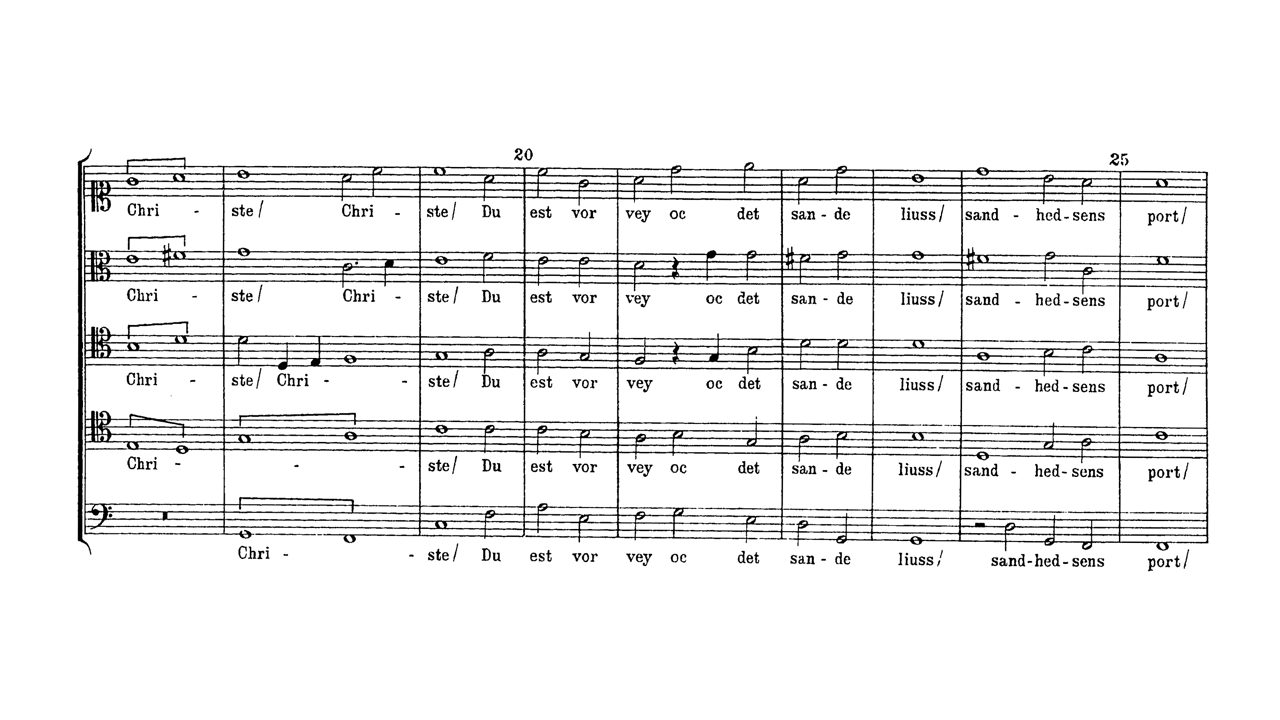 20 25
Chri - ste/ Chri - ste/ Du est vor vey oc det san - de liuss/ sand - hed - sens port/
Chri - ste/ Chri - ste/ Du est vor vey oc det san - de liuss/ sand - hed - sens port/
Chri - ste/ Chri - - ste/ Du est vor vey oc det san - de liuss/ sand - hed - sens port/
Chri - - - ste/ Du est vor vey oc det san - de liuss/ sand - hed - sens port/
Chri - - ste/ Du est vor vey oc det san - de liuss/ sand - hed - sens port/